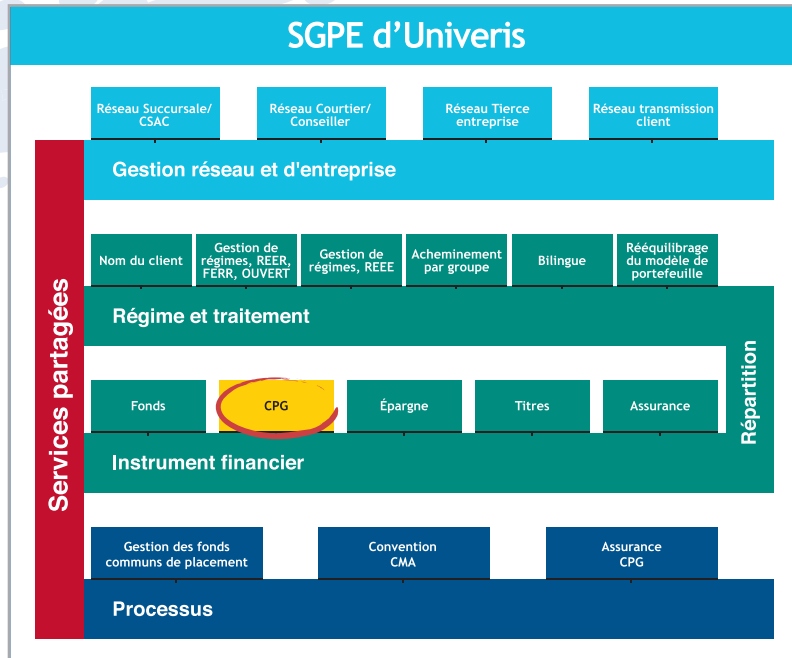 SGPE d’Univeris
Réseau Succursale/
CSAC
Réseau Courtier/
Conseiller
Réseau Tierce
entreprise
Réseau transmission
client
Gestion réseau et d'entreprise
Nom du client
Gestion de
régimes, REER,
FERR, OUVERT
Gestion de
régimes, REEE
Acheminement
par groupe
Bilingue
Rééquilibrage
du modèle de
portefeuille
Régime et traitement
Fonds
CPG
Épargne
Titres
Assurance
Instrument financier
Répartition
Gestion des fonds
communs de placement
Convention
CMA
Assurance
CPG
Processus
Services partagées